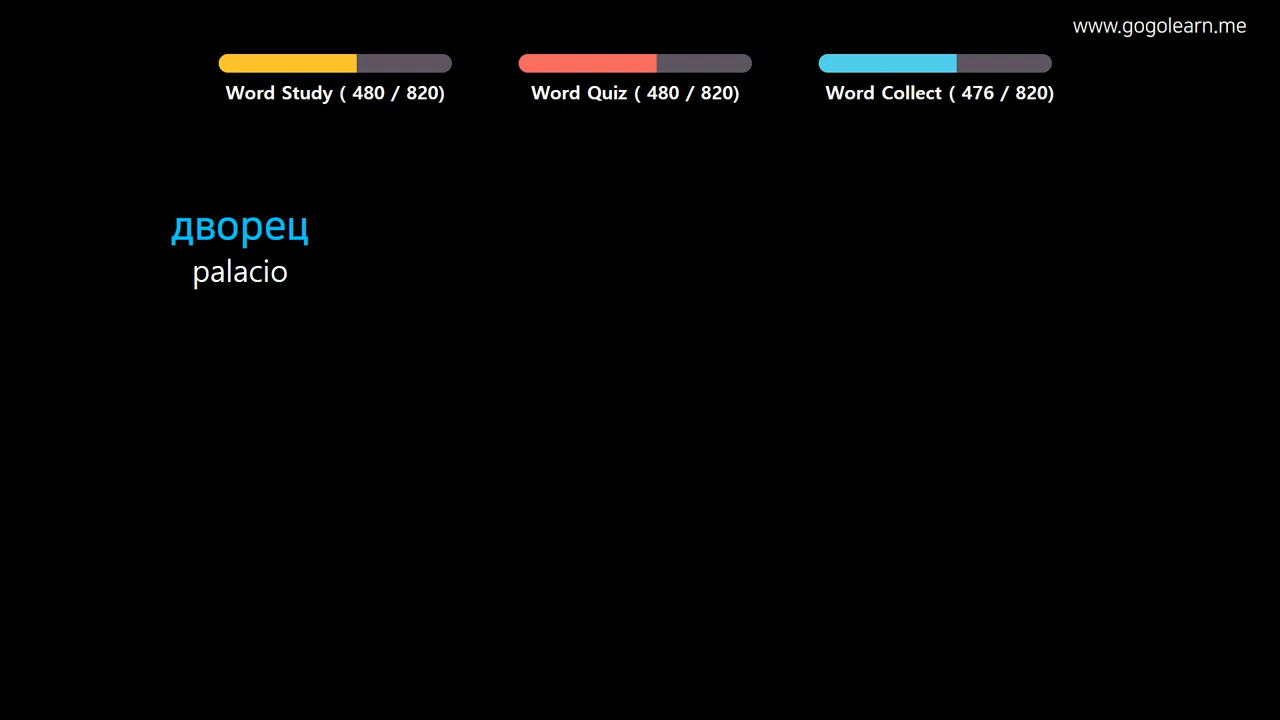 www.gogolearn.me
Word Study ( 480 / 820)
Word Quiz ( 480 / 820)
Word Collect ( 476 / 820)
дворец
palacio